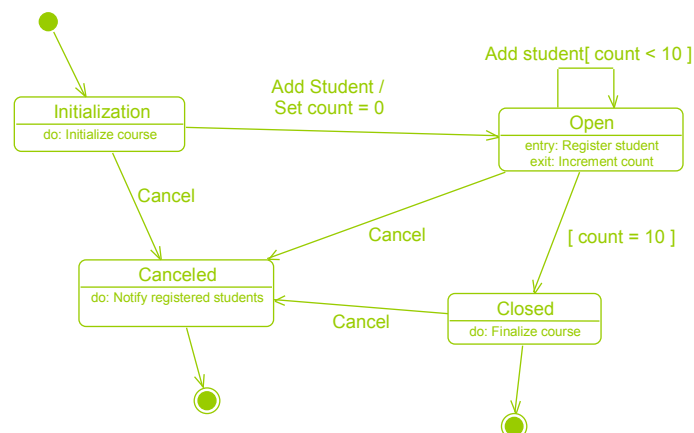 Add student[ count < 10 ]
Add Student /
Set count = 0
Initialization
do: Initialize course
Open
entry: Register student
exit: Increment count
Cancel
Cancel
[ count = 10 ]
Canceled
do: Notify registered students
Closed
do: Finalize course
Cancel